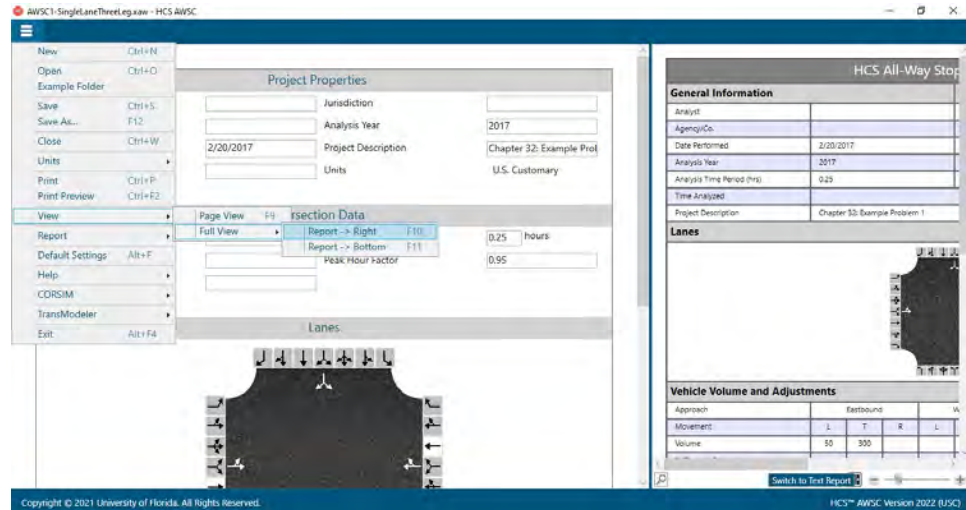 AWSC1-SingleLaneThreeLeg.xaw - HCS AWSC
New Ctrl+N
Open Ctrl+O
Example Folder
Save Ctrl+S
Save As... F12
Close Ctrl+W
Units
Print Ctrl+P
Print Preview Ctrl+F2
View
Report
Default Settings Alt+F
Help
CORSIM
TransModeler
Exit Alt+F4
Page View F9
Full View
Report -> Right F10
Report -> Bottom F11
Project Properties
Jurisdiction
Analysis Year 2017
2/20/2017 Project Description Chapter 32: Example Prol
Units U.S. Customary
rsection Data
0.25 hours
Peak Hour Factor 0.95
Lanes
HCS All-Way Stop
General Information
Analyst
Agency/Co.
Date Performed 2/20/2017
Analysis Year 2017
Analysis Time Period (hrs) 0.25
Time Analyzed
Project Description Chapter 32: Example Problem 1
Lanes
Vehicle Volume and Adjustments
Approach Eastbound W
Movement L T R L
Volume 50 300
Switch to Text Report
Copyright © 2021 University of Florida. All Rights Reserved.
HCS™ AWSC Version 2022 (USC)